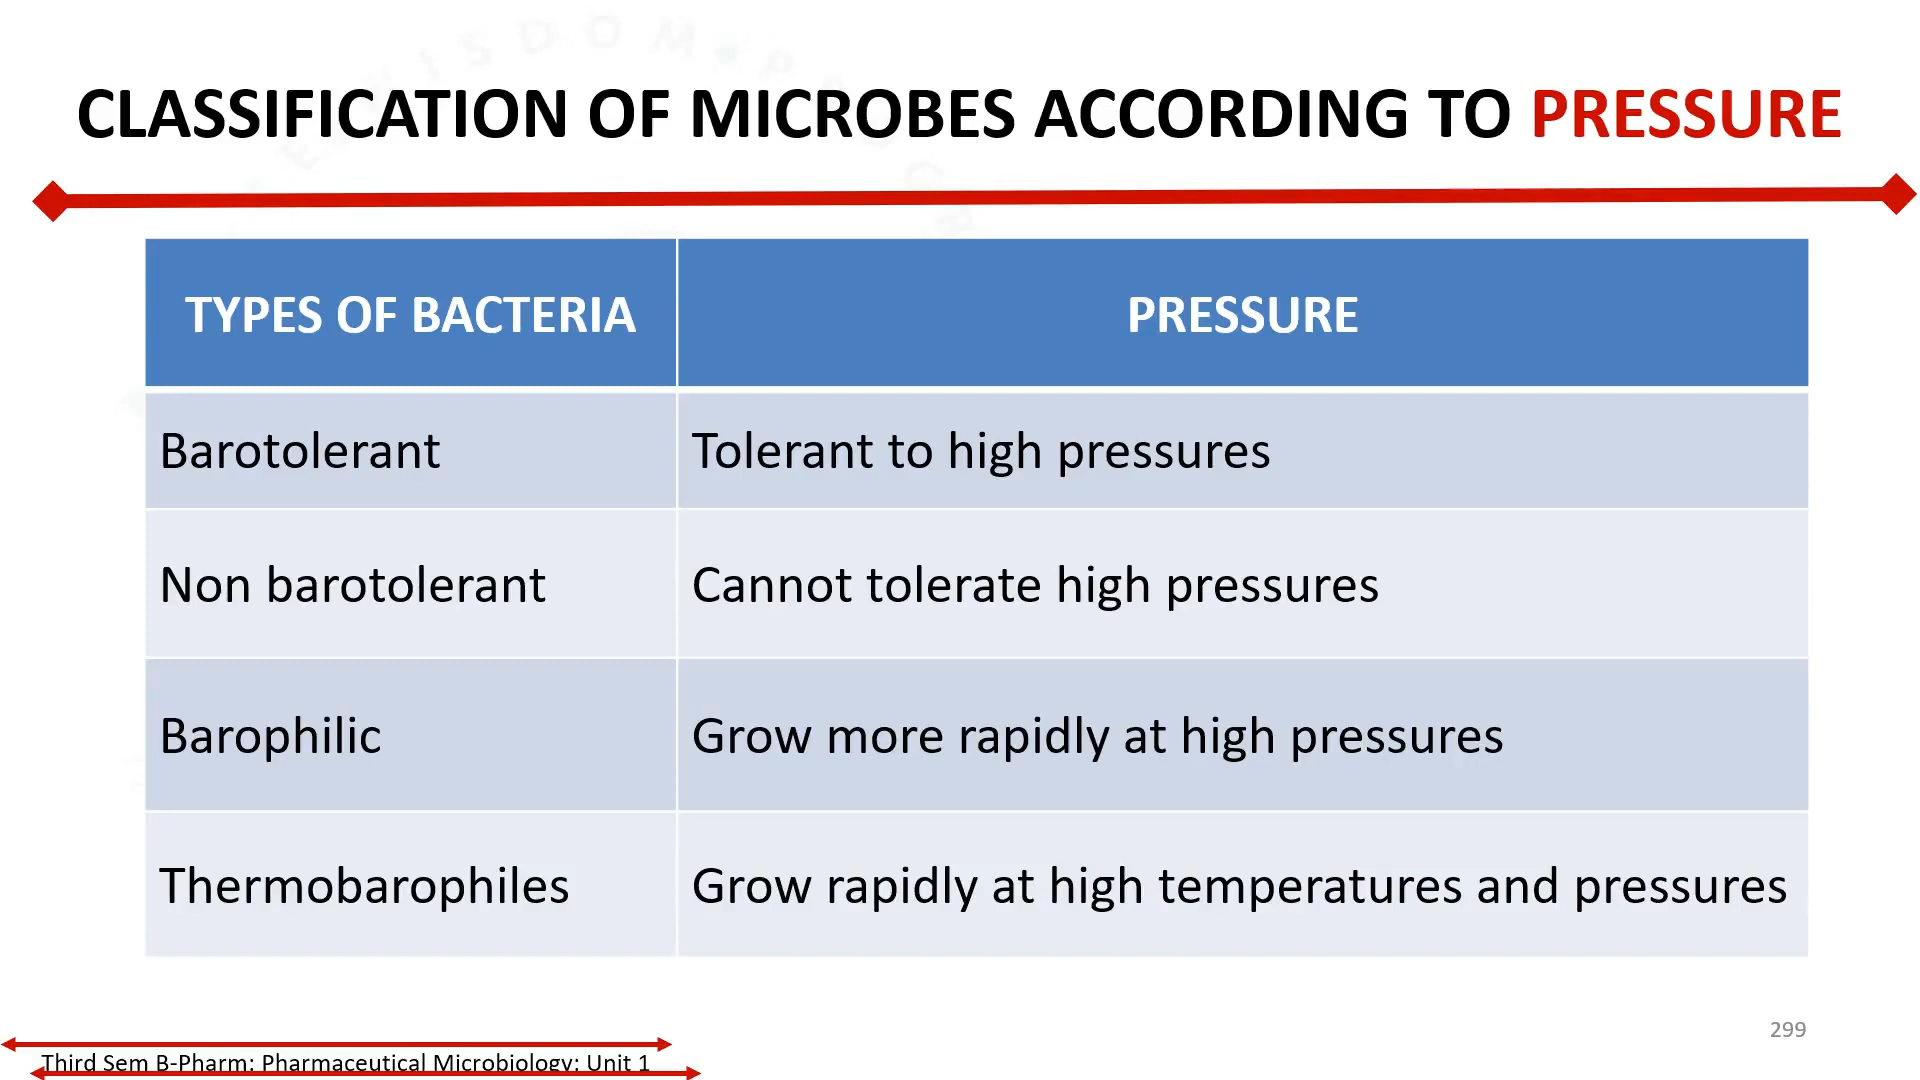 CLASSIFICATION OF MICROBES ACCORDING TO PRESSURE
TYPES OF BACTERIA
PRESSURE
Barotolerant
Tolerant to high pressures
Non barotolerant
Cannot tolerate high pressures
Barophilic
Grow more rapidly at high pressures
Thermobarophiles
Grow rapidly at high temperatures and pressures
299
Third Sem B-Pharm: Pharmaceutical Microbiology: Unit 1